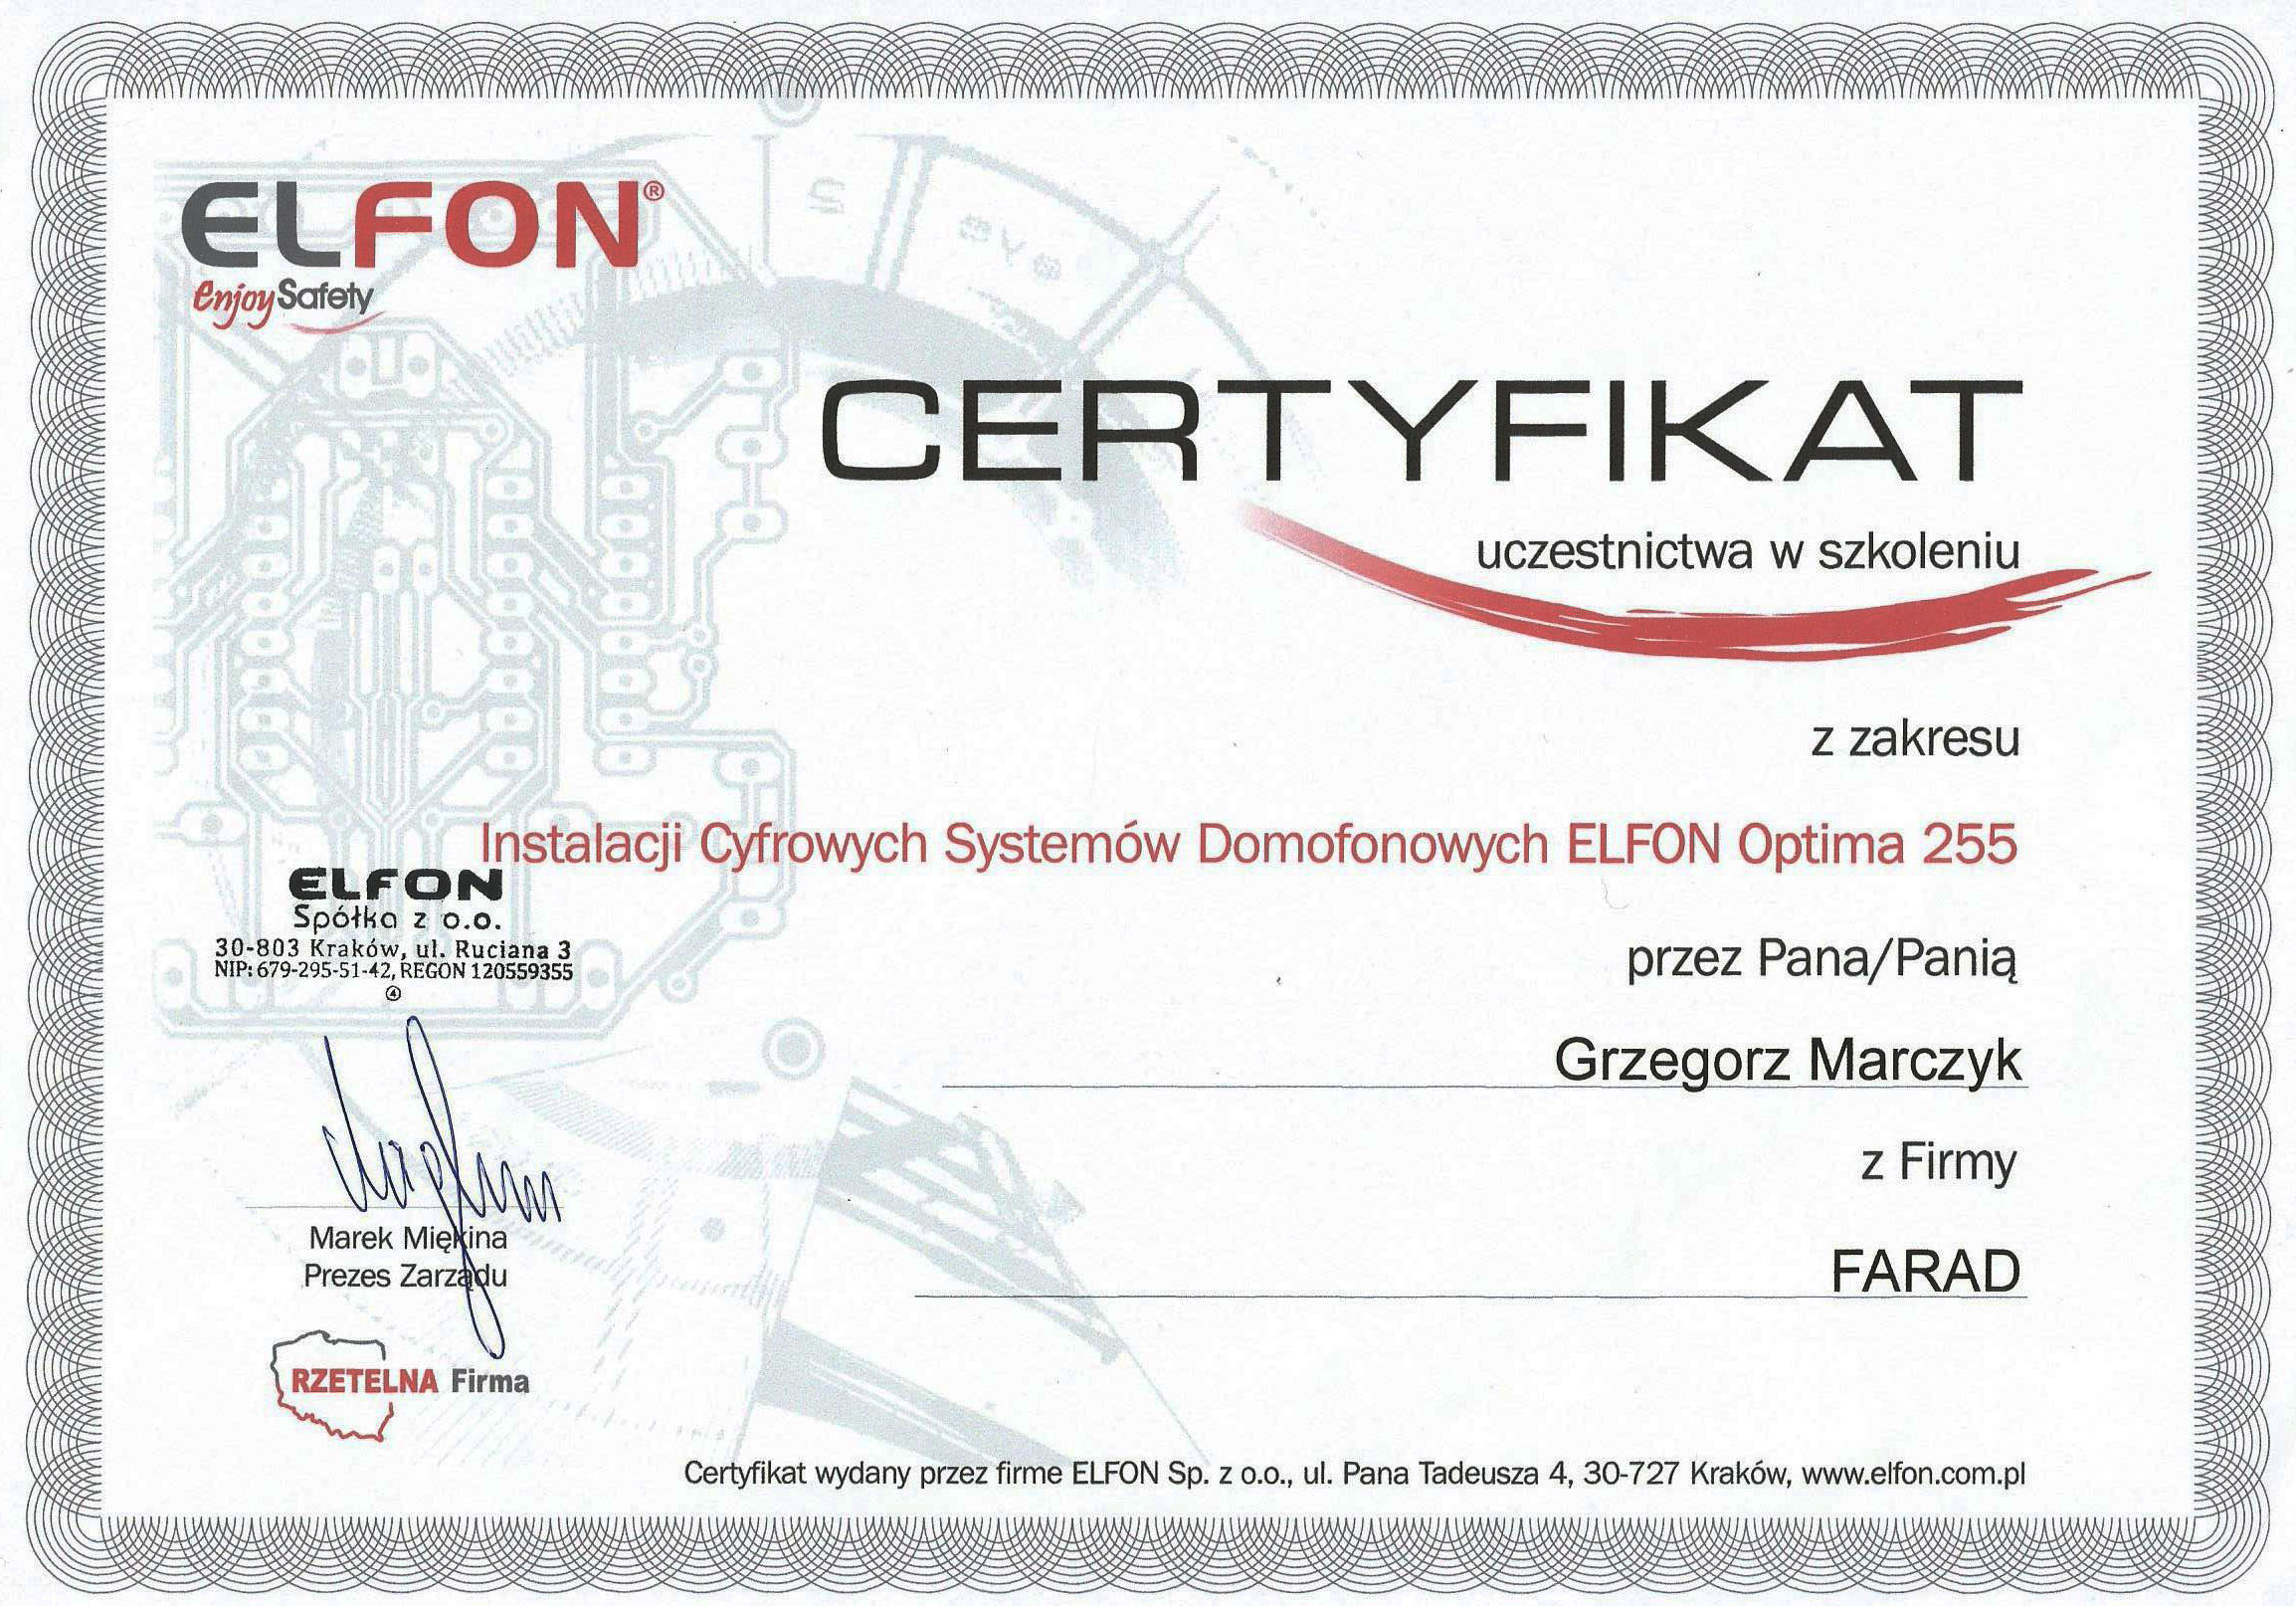 ELFON®
enjoy Safety
CERTYFIKAT
uczestnictwa w szkoleniu
z zakresu
Instalacji Cyfrowych Systemów Domofonowych ELFON Optima 255
ELFON
Spółka z o.o.
30-803 Kraków, ul. Ruciana 3
NIP: 679-295-51-42, REGON 120559355
4
przez Pana/Panią
Grzegorz Marczyk
z Firmy
FARAD
Marek Miękina
Prezes Zarządu
RZETELNA Firma
Certyfikat wydany przez firme ELFON Sp. z o.o., ul. Pana Tadeusza 4, 30-727 Kraków, www.elfon.com.pl